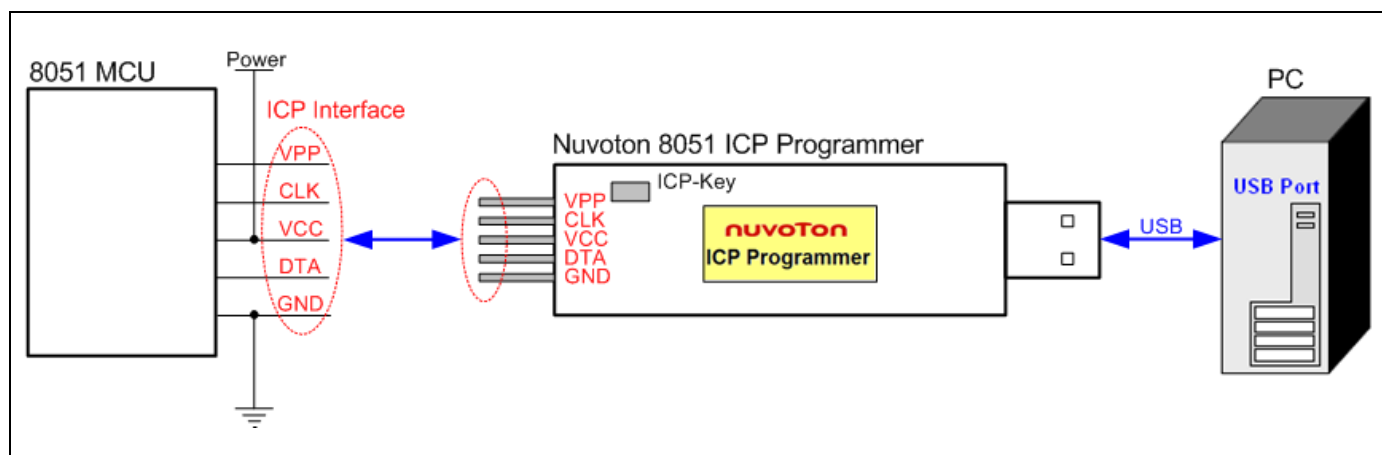 Power
8051 MCU
ICP Interface
VPP
CLK
VCC
DTA
GND
Nuvoton 8051 ICP Programmer
ICP-Key
VPP
CLK
VCC
DTA
GND
nuvoTon
ICP Programmer
USB
PC
USB Port